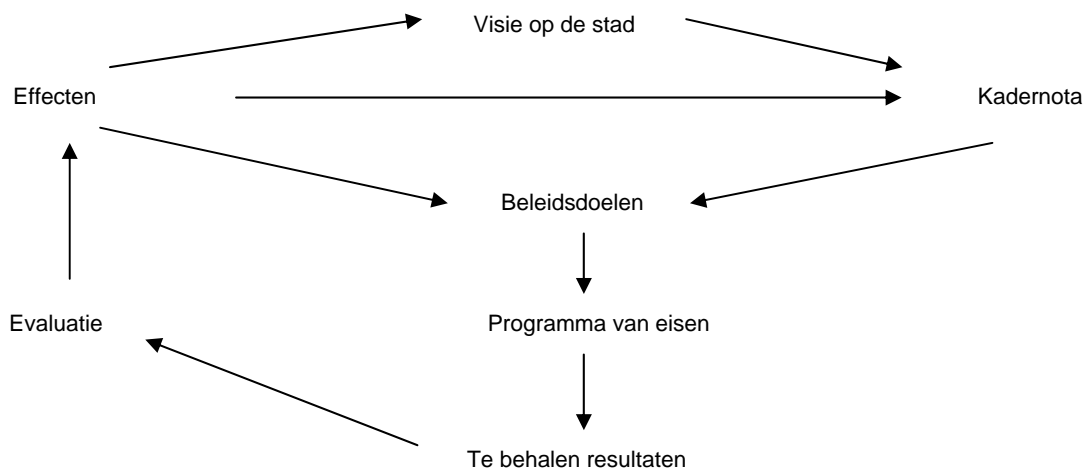 Visie op de stad
Effecten
Kadernota
Beleidsdoelen
Evaluatie
Programma van eisen
Te behalen resultaten